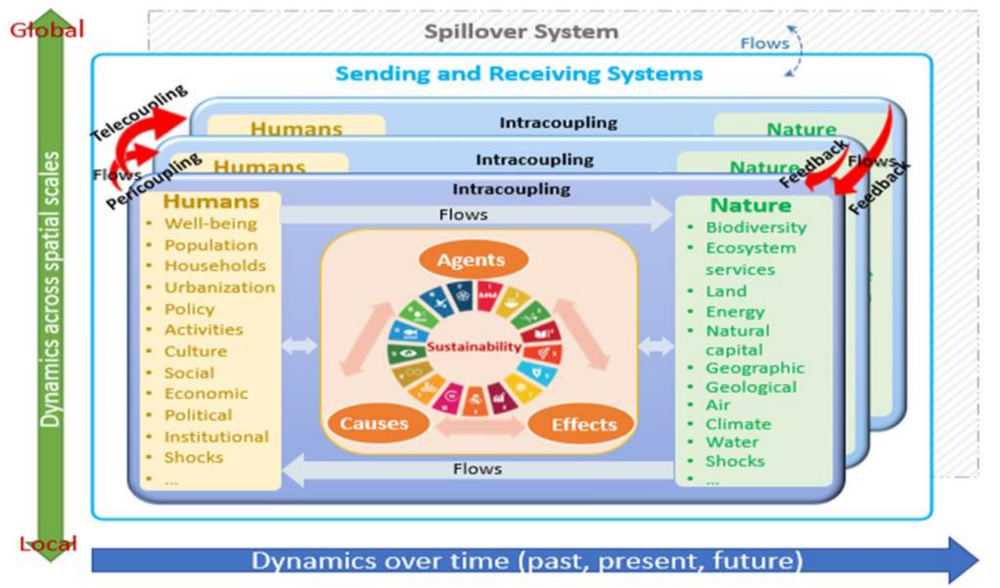 Global
Spillover System
Flows
Sending and Receiving Systems
Telecoupling
Humans
Intracoupling
Nature
Humans
Intracoupling
Nature
Feedback
Flows
Feedback
Flows
Pericoupling
Intracoupling
Humans
• Well-being
• Population
• Households
• Urbanization
• Policy
• Activities
• Culture
• Social
• Economic
• Political
• Institutional
• Shocks
• ...
Flows
Agents
Sustainability
Causes
Effects
Flows
Nature
• Biodiversity
• Ecosystem
services
• Land
• Energy
• Natural
capital
• Geographic
• Geological
• Air
• Climate
• Water
• Shocks
• ...
Dynamics across spatial scales
Local
Dynamics over time (past, present, future)